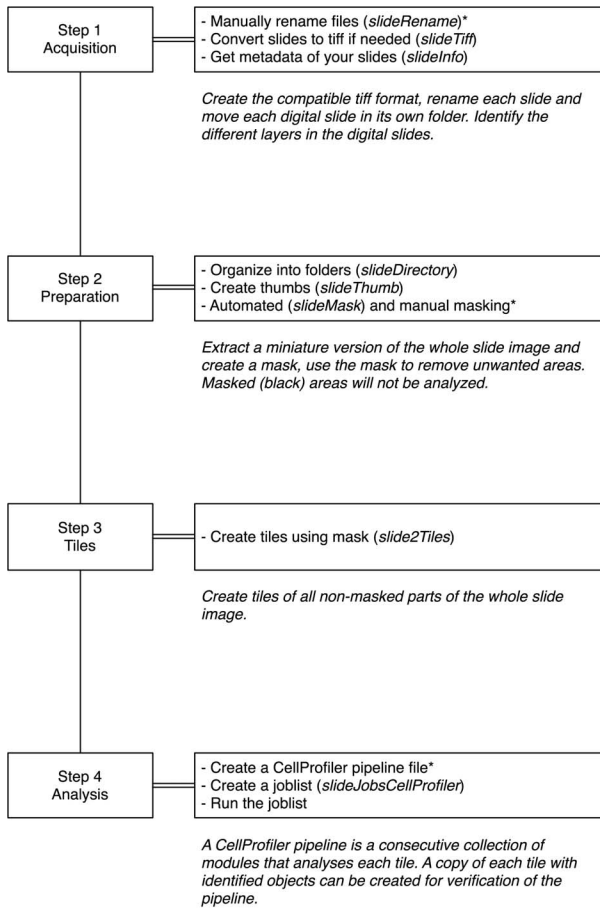 Step 1
Acquisition
- Manually rename files (slideRename)*
- Convert slides to tiff if needed (slideTiff)
- Get metadata of your slides (slideInfo)
Create the compatible tiff format, rename each slide and
move each digital slide in its own folder. Identify the
different layers in the digital slides.
Step 2
Preparation
- Organize into folders (slideDirectory)
- Create thumbs (slideThumb)
- Automated (slideMask) and manual masking*
Extract a miniature version of the whole slide image and
create a mask, use the mask to remove unwanted areas.
Masked (black) areas will not be analyzed.
Step 3
Tiles
- Create tiles using mask (slide2Tiles)
Create tiles of all non-masked parts of the whole slide
image.
Step 4
Analysis
- Create a CellProfiler pipeline file*
- Create a joblist (slideJobsCellProfiler)
- Run the joblist
A CellProfiler pipeline is a consecutive collection of
modules that analyses each tile. A copy of each tile with
identified objects can be created for verification of the
pipeline.